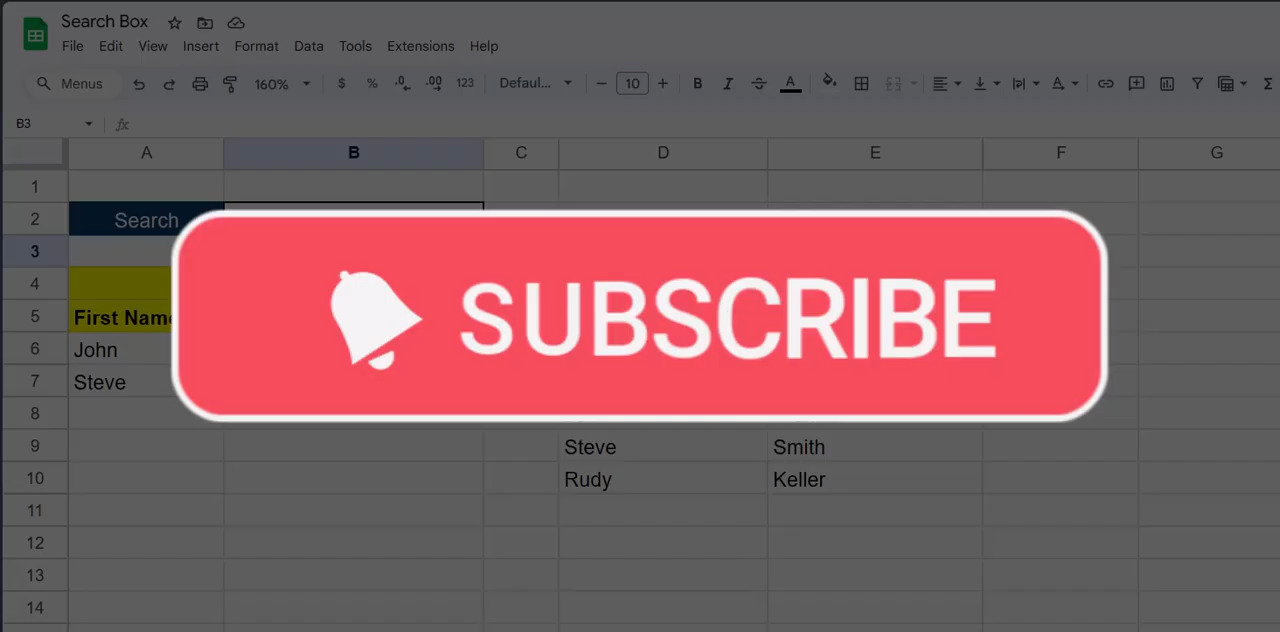 Search Box
File Edit View Insert Format Data Tools Extensions Help
Menus 160% $ % .0 .00 123 Defaul... 10 B I A Σ
B3 fx
A B C D E F G
1
2 Search
3
4
5 First Name
6 John
7 Steve
SUBSCRIBE
8
9 Steve Smith
10 Rudy Keller
11
12
13
14